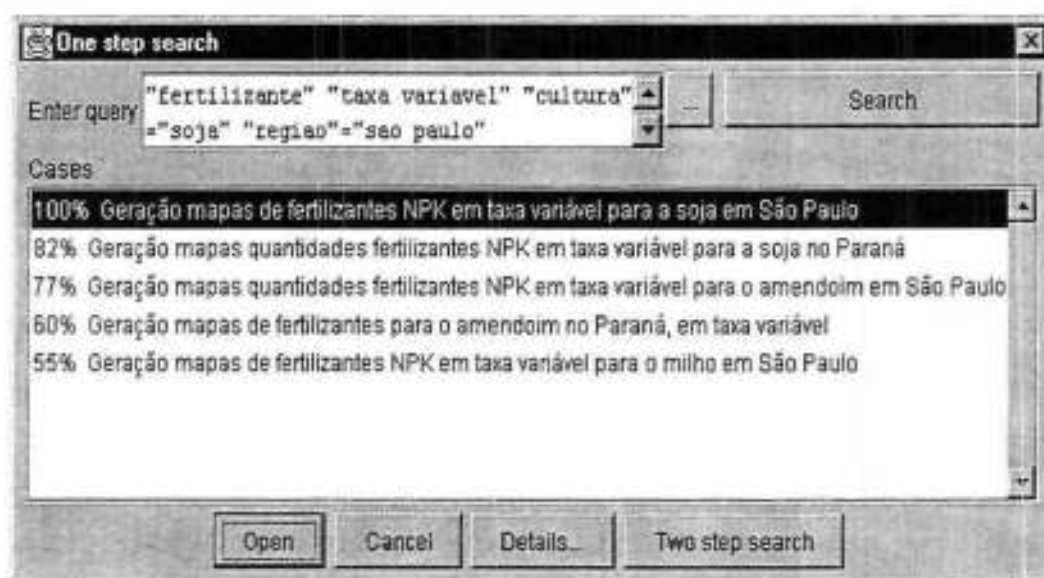 One step search
Enter query
"fertilizante" "taxa variavel" "cultura"
="soja" "regiao"="sao paulo"
...
Search
Cases
100% Geração mapas de fertilizantes NPK em taxa variável para a soja em São Paulo
82% Geração mapas quantidades fertilizantes NPK em taxa variável para a soja no Paraná
77% Geração mapas quantidades fertilizantes NPK em taxa variável para o amendoim em São Paulo
60% Geração mapas de fertilizantes para o amendoim no Paraná, em taxa variável
55% Geração mapas de fertilizantes NPK em taxa variável para o milho em São Paulo
Open
Cancel
Details...
Two step search